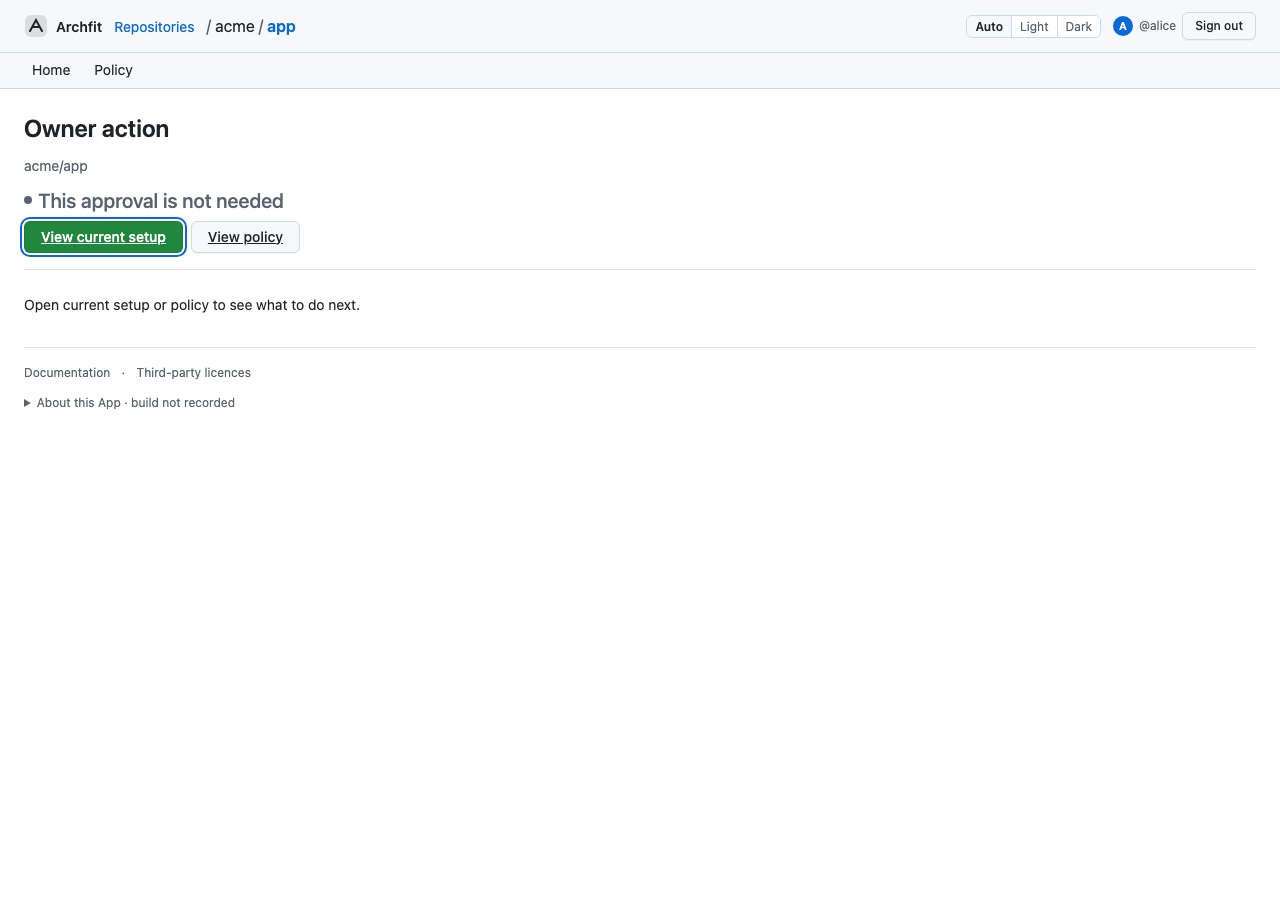 Archfit Repositories / acme / app Auto Light Dark A @alice Sign out
Home Policy
Owner action
acme/app
This approval is not needed
View current setup View policy
Open current setup or policy to see what to do next.
Documentation · Third-party licences
About this App · build not recorded